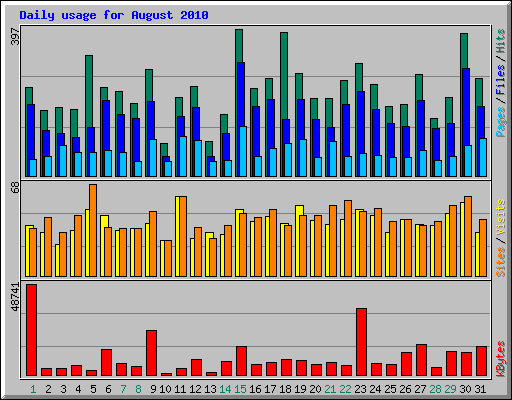 Daily usage for August 2010
397
Pages / Files / Hits
68
Sites / Visits
48741
KBytes
1 2 3 4 5 6 7 8 9 10 11 12 13 14 15 16 17 18 19 20 21 22 23 24 25 26 27 28 29 30 31